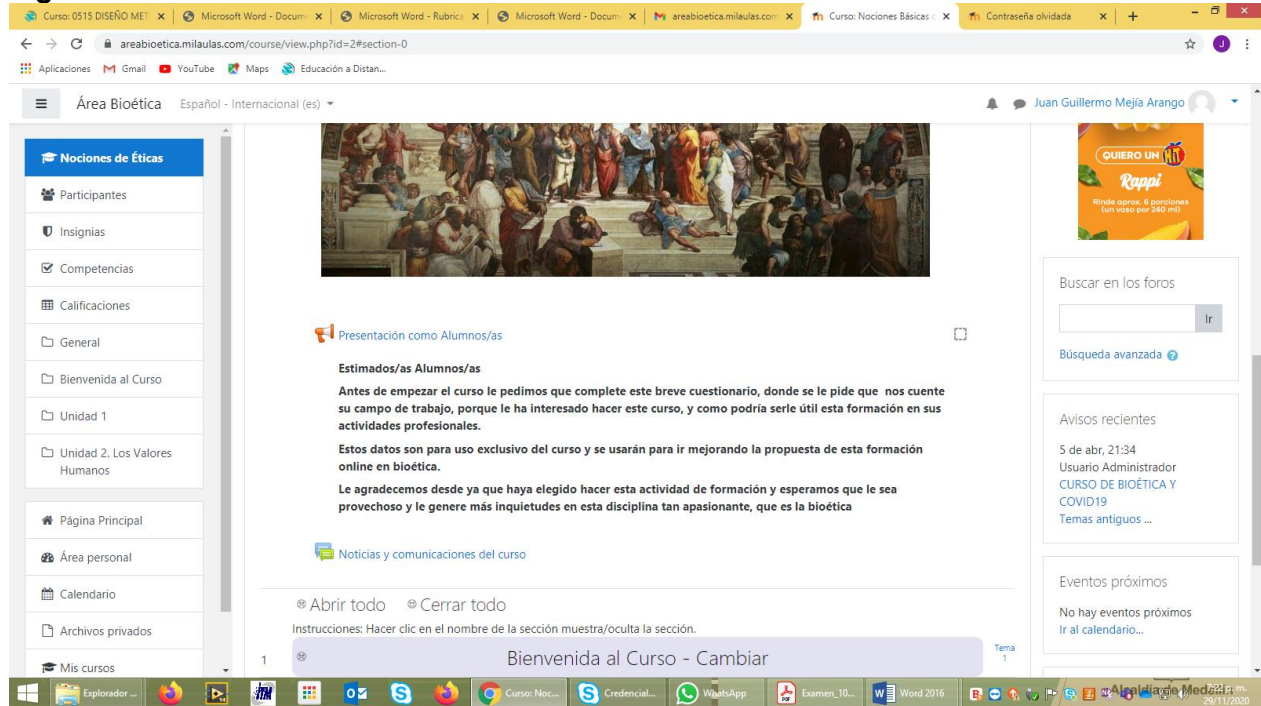 Curso: 0515 DISEÑO MET
Microsoft Word - Docum
Microsoft Word - Rubrica
Microsoft Word - Docum
areabioetica.milaulas.com
Curso: Nociones Básicas
Contraseña olvidada
areabioetica.milaulas.com/course/view.php?id=2#section-0
J
Aplicaciones
Gmail
YouTube
Maps
Educación a Distan...
Área Bioética
Español - Internacional (es)
Juan Guillermo Mejía Arango
Nociones de Éticas
Participantes
Insignias
Competencias
Calificaciones
General
Bienvenida al Curso
Unidad 1
Unidad 2. Los Valores
Humanos
Página Principal
Área personal
Calendario
Archivos privados
Mis cursos
Presentación como Alumnos/as
Estimados/as Alumnos/as
Antes de empezar el curso le pedimos que complete este breve cuestionario, donde se le pide que nos cuente
su campo de trabajo, porque le ha interesado hacer este curso, y como podría serle útil esta formación en sus
actividades profesionales.
Estos datos son para uso exclusivo del curso y se usarán para ir mejorando la propuesta de esta formación
online en bioética.
Le agradecemos desde ya que haya elegido hacer esta actividad de formación y esperamos que le sea
provechoso y le genere más inquietudes en esta disciplina tan apasionante, que es la bioética
Noticias y comunicaciones del curso
Abrir todo
Cerrar todo
Instrucciones: Hacer clic en el nombre de la sección muestra/oculta la sección.
1
Bienvenida al Curso - Cambiar
Tema
1
QUIERO UN
Rappi
Rinde aprox. 6 porciones
(un vaso por 240 ml)
Buscar en los foros
Ir
Búsqueda avanzada
Avisos recientes
5 de abr, 21:34
Usuario Administrador
CURSO DE BIOÉTICA Y
COVID19
Temas antiguos ...
Eventos próximos
No hay eventos próximos
Ir al calendario...
Explorador ...
Curso: Noc...
Credencial...
WhatsApp
Examen_10...
Word 2016
Alcaldía de Medellín
29/11/2020